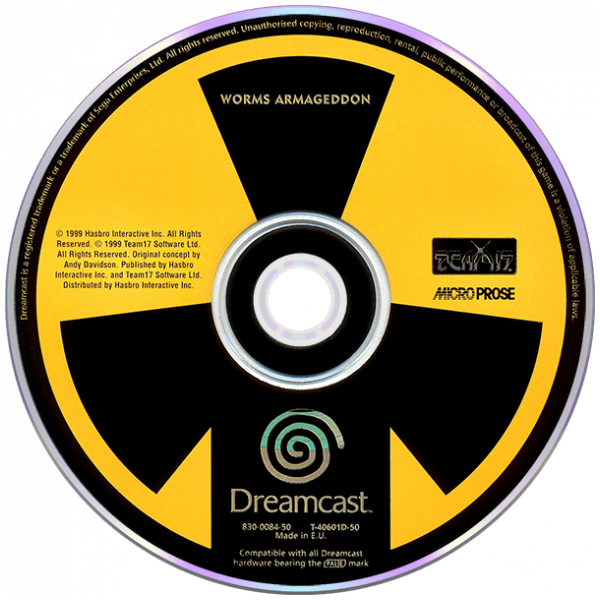 Dreamcast is a registered trademark or a trademark of Sega Enterprises, Ltd. All rights reserved. Unauthorised copying, reproduction, rental, public performance or broadcast of this game is a violation of applicable laws.
WORMS ARMAGEDDON
© 1999 Hasbro Interactive Inc. All Rights
Reserved. © 1999 Team17 Software Ltd.
All Rights Reserved. Original concept by
Andy Davidson. Published by Hasbro
Interactive Inc. and Team17 Software Ltd.
Distributed by Hasbro Interactive Inc.
TEAM17
MICROPROSE
Dreamcast™
830-0084-50 T-40601D-50
Made in E.U.
Compatible with all Dreamcast
hardware bearing the PAL/E mark